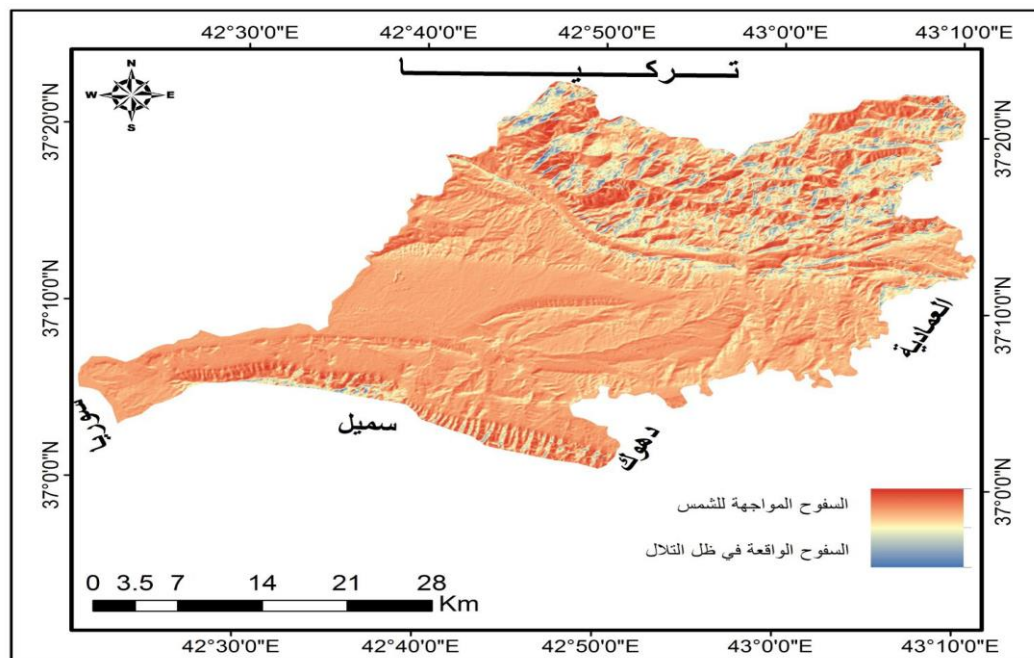 42°30'0"E 42°40'0"E 42°50'0"E 43°0'0"E 43°10'0"E
N
W E
S
تـــركـــيـــــا
37°20'0"N 37°20'0"N
37°10'0"N 37°10'0"N
العمادية
سوريا
سميل
دهوك
37°0'0"N 37°0'0"N
السفوح المواجهة للشمس
السفوح الواقعة في ظل التلال
0 3.5 7 14 21 28
Km
42°30'0"E 42°40'0"E 42°50'0"E 43°0'0"E 43°10'0"E